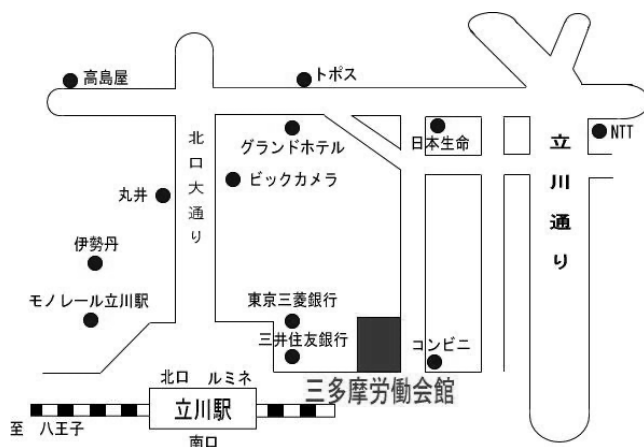 高島屋
トポス
グランドホテル
日本生命
NTT
北口大通り
立川通り
丸井
ビックカメラ
伊勢丹
モノレール立川駅
東京三菱銀行
三井住友銀行
コンビニ
三多摩労働会館
北口 ルミネ
立川駅
至 八王子
南口